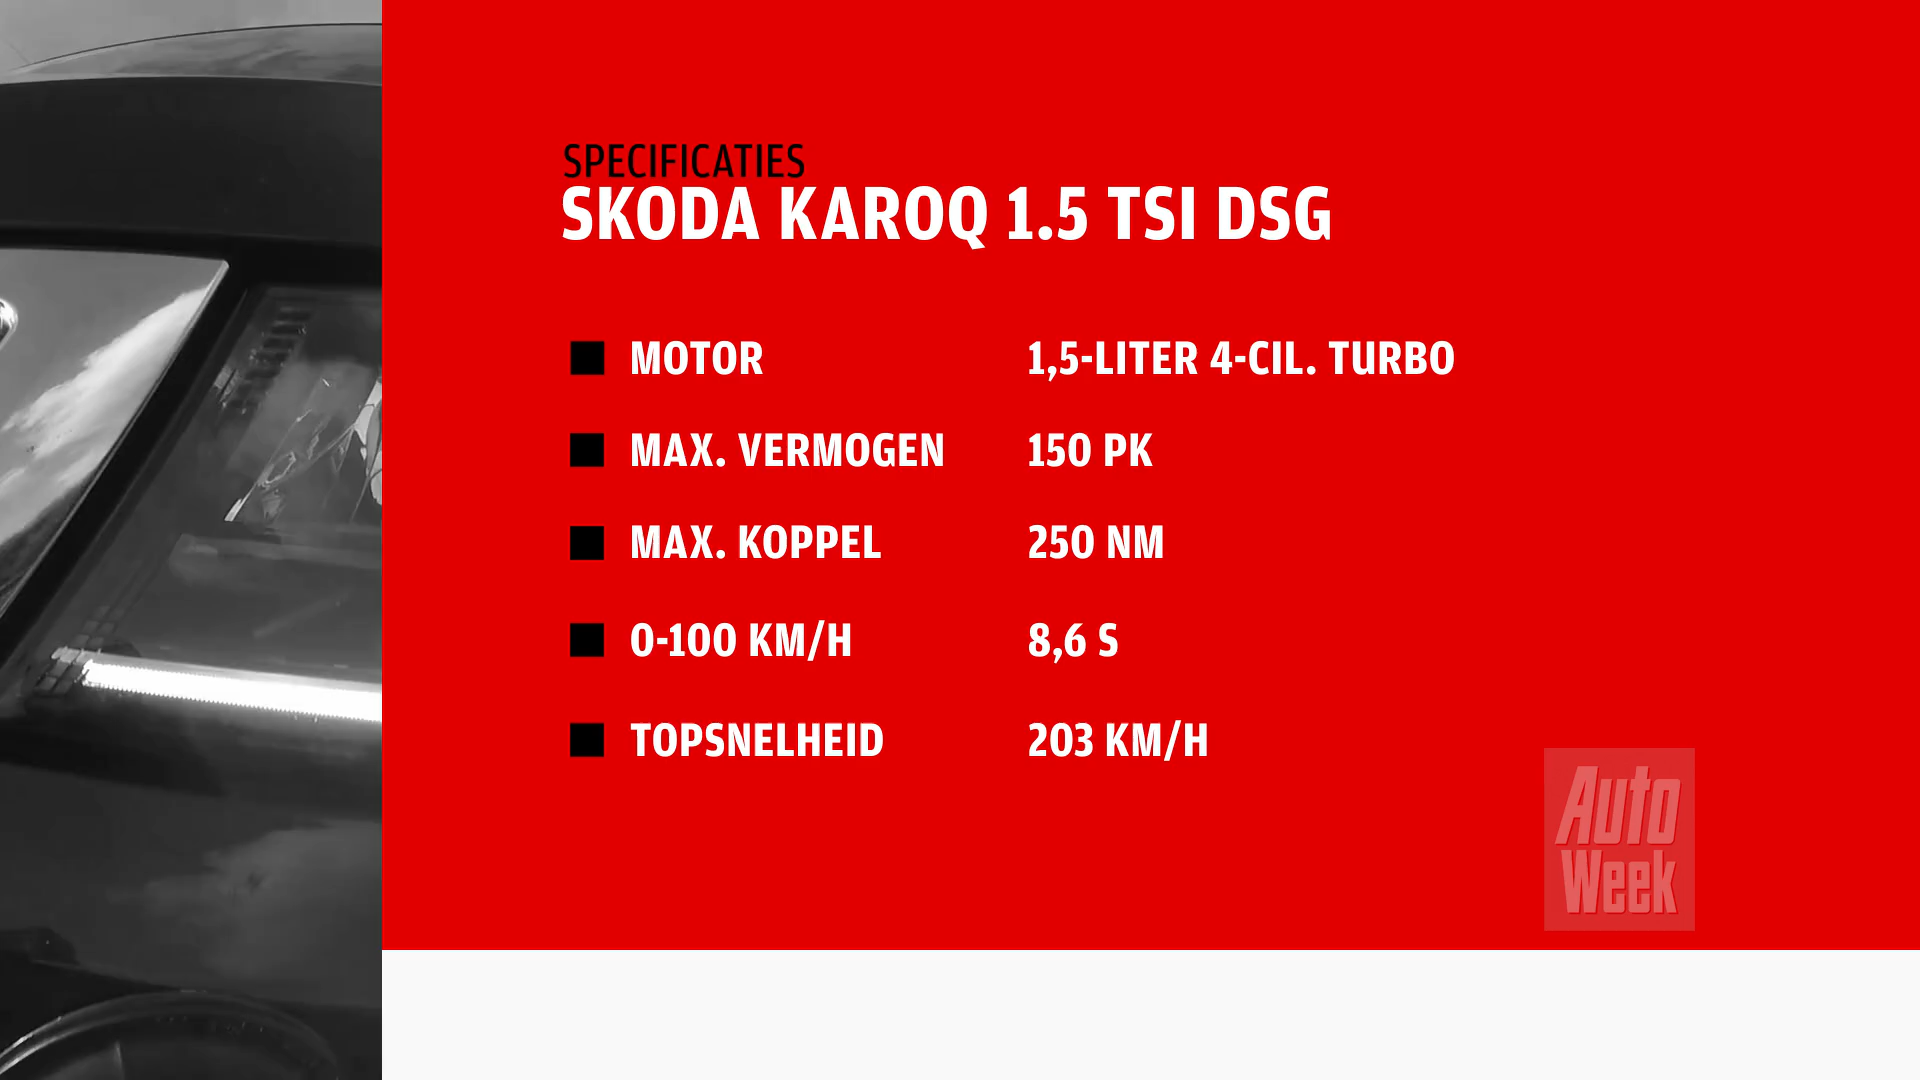 SPECIFICATIES
SKODA KAROQ 1.5 TSI DSG
MOTOR 1,5-LITER 4-CIL. TURBO
MAX. VERMOGEN 150 PK
MAX. KOPPEL 250 NM
0-100 KM/H 8,6 S
TOPSNELHEID 203 KM/H
Auto
Week